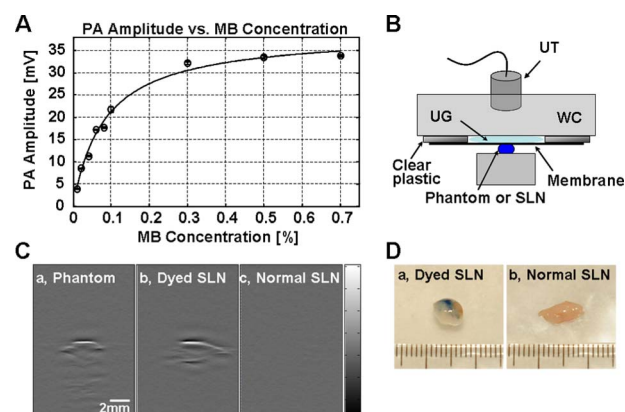 A
PA Amplitude vs. MB Concentration
PA Amplitude [mV]
35
30
25
20
15
10
5
0
0
0.1
0.2
0.3
0.4
0.5
0.6
0.7
MB Concentration [%]
B
UT
UG
WC
Clear
plastic
Membrane
Phantom or SLN
C
a, Phantom
b, Dyed SLN
c, Normal SLN
2mm
D
a, Dyed SLN
b, Normal SLN